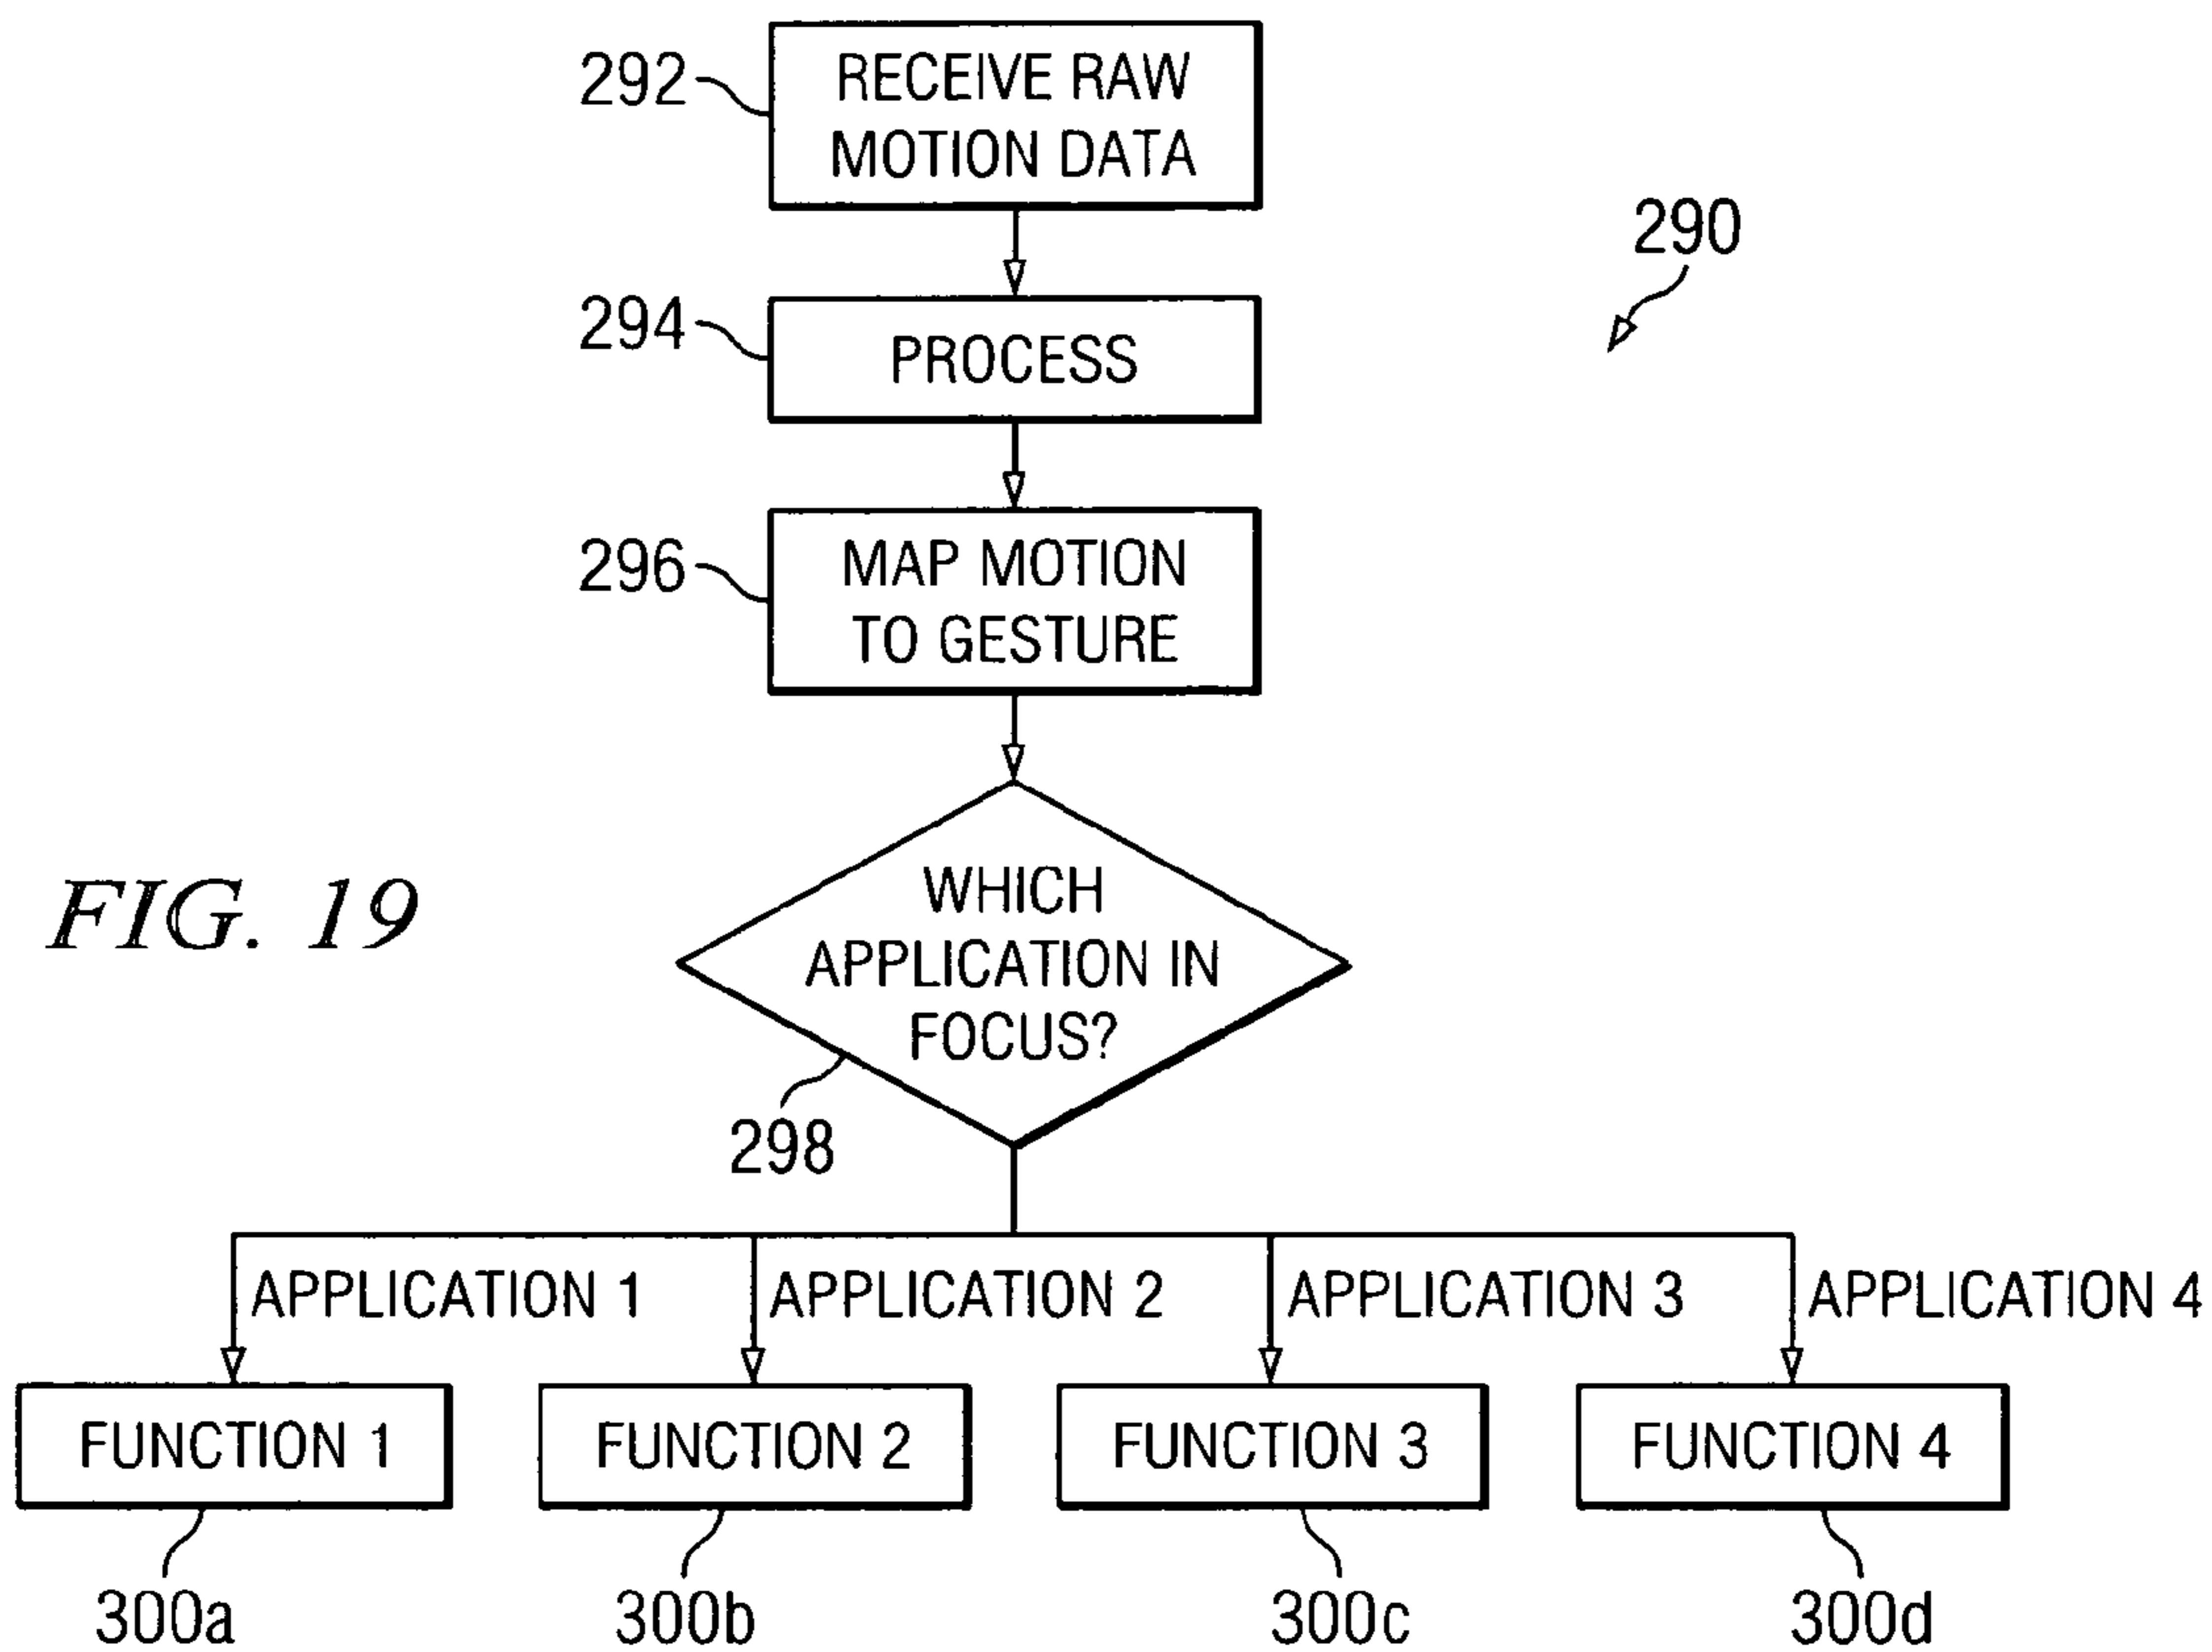 292
RECEIVE RAW
MOTION DATA
290
294
PROCESS
296
MAP MOTION
TO GESTURE
FIG. 19
WHICH
APPLICATION IN
FOCUS?
298
APPLICATION 1
APPLICATION 2
APPLICATION 3
APPLICATION 4
FUNCTION 1
FUNCTION 2
FUNCTION 3
FUNCTION 4
300a
300b
300c
300d